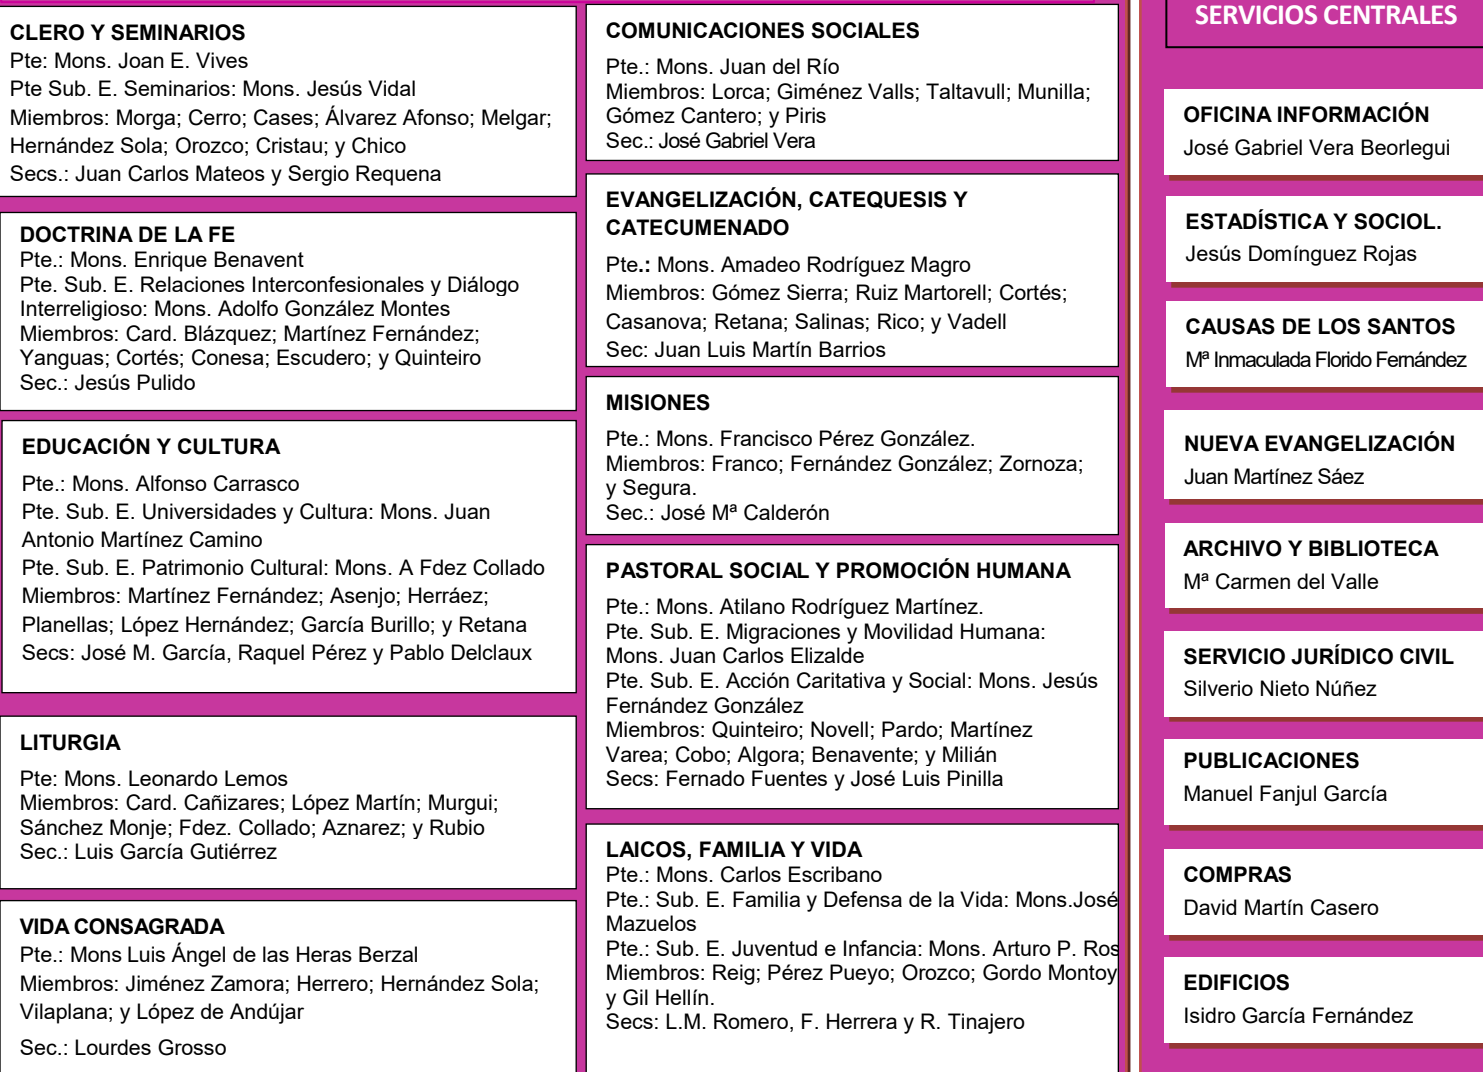 CLERO Y SEMINARIOS
Pte: Mons. Joan E. Vives
Pte Sub. E. Seminarios: Mons. Jesús Vidal
Miembros: Morga; Cerro; Cases; Álvarez Afonso; Melgar;
Hernández Sola; Orozco; Cristau; y Chico
Secs.: Juan Carlos Mateos y Sergio Requena
DOCTRINA DE LA FE
Pte.: Mons. Enrique Benavent
Pte. Sub. E. Relaciones Interconfesionales y Diálogo
Interreligioso: Mons. Adolfo González Montes
Miembros: Card. Blázquez; Martínez Fernández;
Yanguas; Cortés; Conesa; Escudero; y Quinteiro
Sec.: Jesús Pulido
EDUCACIÓN Y CULTURA
Pte.: Mons. Alfonso Carrasco
Pte. Sub. E. Universidades y Cultura: Mons. Juan
Antonio Martínez Camino
Pte. Sub. E. Patrimonio Cultural: Mons. A Fdez Collado
Miembros: Martínez Fernández; Asenjo; Herráez;
Planellas; López Hernández; García Burillo; y Retana
Secs: José M. García, Raquel Pérez y Pablo Delclaux
LITURGIA
Pte: Mons. Leonardo Lemos
Miembros: Card. Cañizares; López Martín; Murgui;
Sánchez Monje; Fdez. Collado; Aznarez; y Rubio
Sec.: Luis García Gutiérrez
VIDA CONSAGRADA
Pte.: Mons Luis Ángel de las Heras Berzal
Miembros: Jiménez Zamora; Herrero; Hernández Sola;
Vilaplana; y López de Andújar
Sec.: Lourdes Grosso
COMUNICACIONES SOCIALES
Pte.: Mons. Juan del Río
Miembros: Lorca; Giménez Valls; Taltavull; Munilla;
Gómez Cantero; y Piris
Sec.: José Gabriel Vera
EVANGELIZACIÓN, CATEQUESIS Y
CATECUMENADO
Pte.: Mons. Amadeo Rodríguez Magro
Miembros: Gómez Sierra; Ruiz Martorell; Cortés;
Casanova; Retana; Salinas; Rico; y Vadell
Sec: Juan Luis Martín Barrios
MISIONES
Pte.: Mons. Francisco Pérez González.
Miembros: Franco; Fernández González; Zornoza;
y Segura.
Sec.: José Mª Calderón
PASTORAL SOCIAL Y PROMOCIÓN HUMANA
Pte.: Mons. Atilano Rodríguez Martínez.
Pte. Sub. E. Migraciones y Movilidad Humana:
Mons. Juan Carlos Elizalde
Pte. Sub. E. Acción Caritativa y Social: Mons. Jesús
Fernández González
Miembros: Quinteiro; Novell; Pardo; Martínez
Varea; Cobo; Algora; Benavente; y Milián
Secs: Fernado Fuentes y José Luis Pinilla
LAICOS, FAMILIA Y VIDA
Pte.: Mons. Carlos Escribano
Pte.: Sub. E. Familia y Defensa de la Vida: Mons.José
Mazuelos
Pte.: Sub. E. Juventud e Infancia: Mons. Arturo P. Ros
Miembros: Reig; Pérez Pueyo; Orozco; Gordo Montoy
y Gil Hellín.
Secs: L.M. Romero, F. Herrera y R. Tinajero
SERVICIOS CENTRALES
OFICINA INFORMACIÓN
José Gabriel Vera Beorlegui
ESTADÍSTICA Y SOCIOL.
Jesús Domínguez Rojas
CAUSAS DE LOS SANTOS
Mª Inmaculada Florido Fernández
NUEVA EVANGELIZACIÓN
Juan Martínez Sáez
ARCHIVO Y BIBLIOTECA
Mª Carmen del Valle
SERVICIO JURÍDICO CIVIL
Silverio Nieto Núñez
PUBLICACIONES
Manuel Fanjul García
COMPRAS
David Martín Casero
EDIFICIOS
Isidro García Fernández